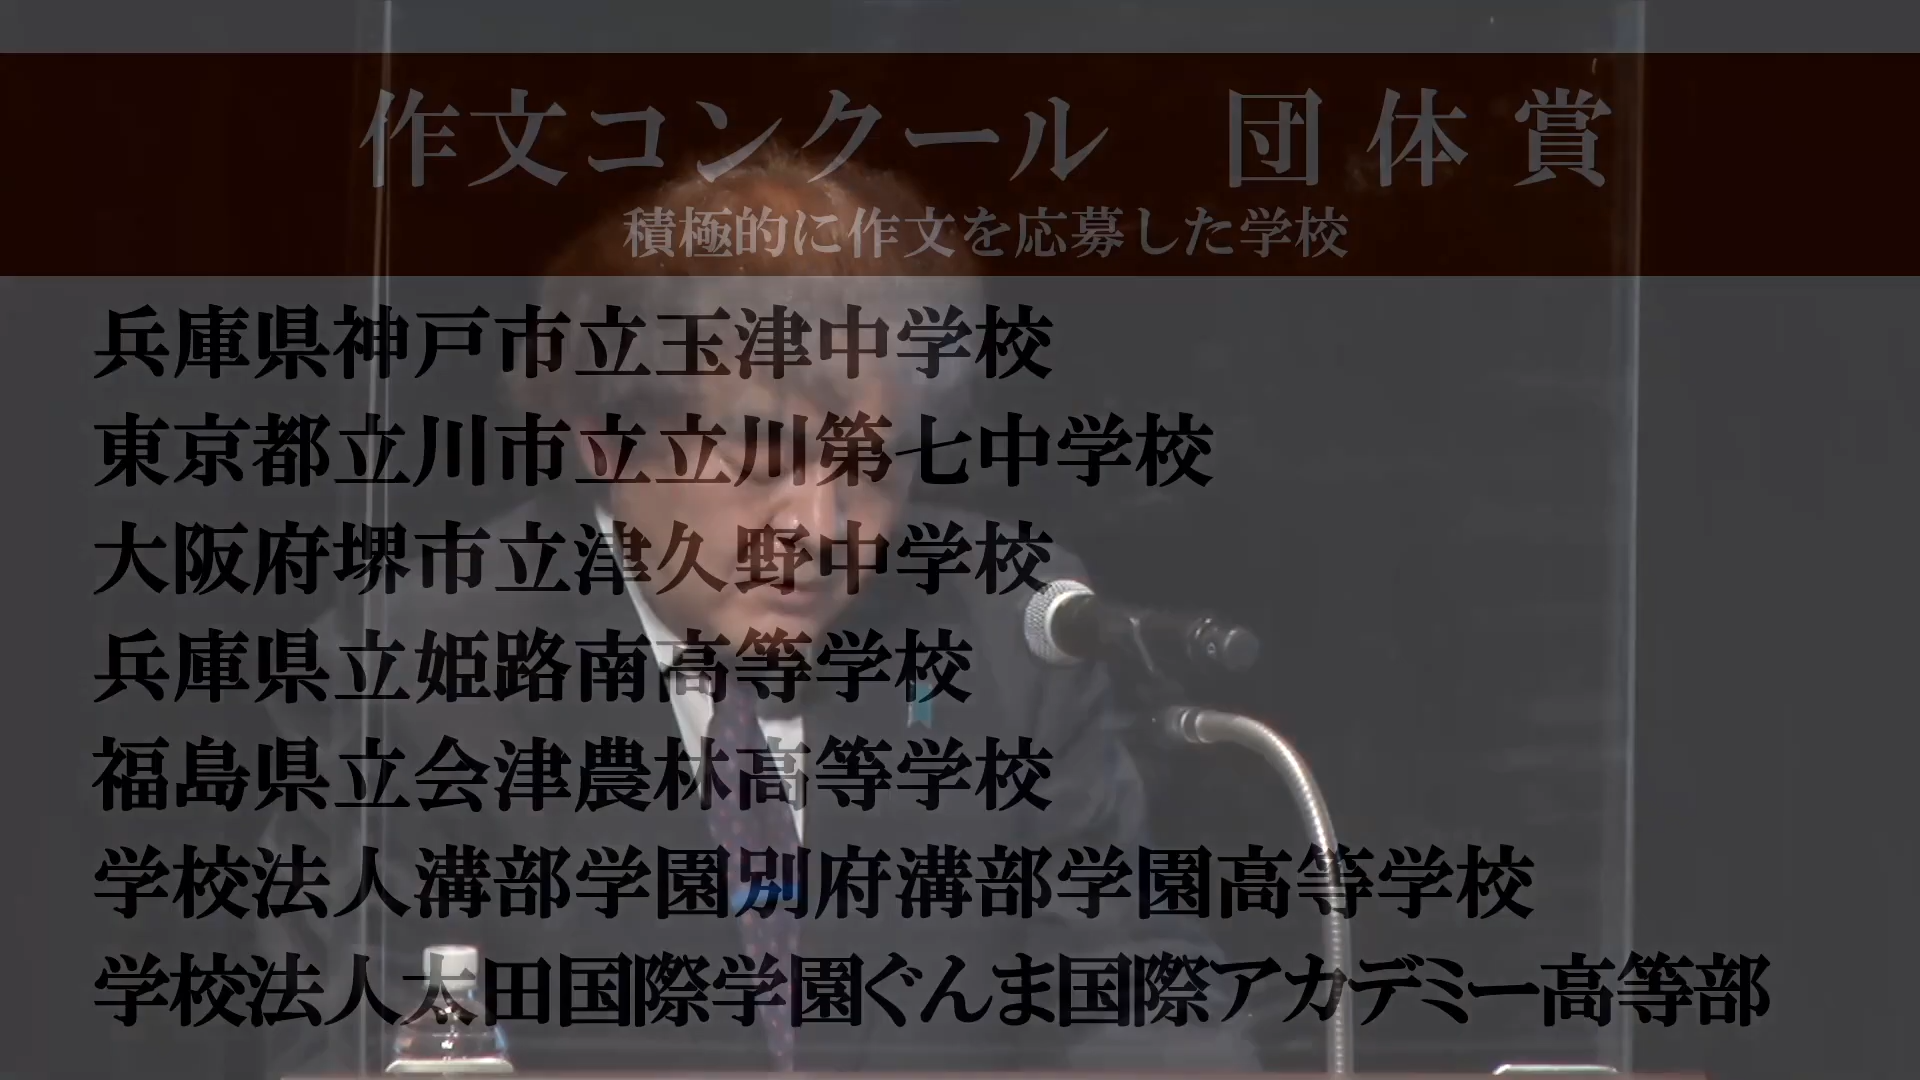 作文コンクール　団体賞
積極的に作文を応募した学校
兵庫県神戸市立玉津中学校
東京都立川市立立川第七中学校
大阪府堺市立津久野中学校
兵庫県立姫路南高等学校
福島県立会津農林高等学校
学校法人溝部学園別府溝部学園高等学校
学校法人太田国際学園ぐんま国際アカデミー高等部